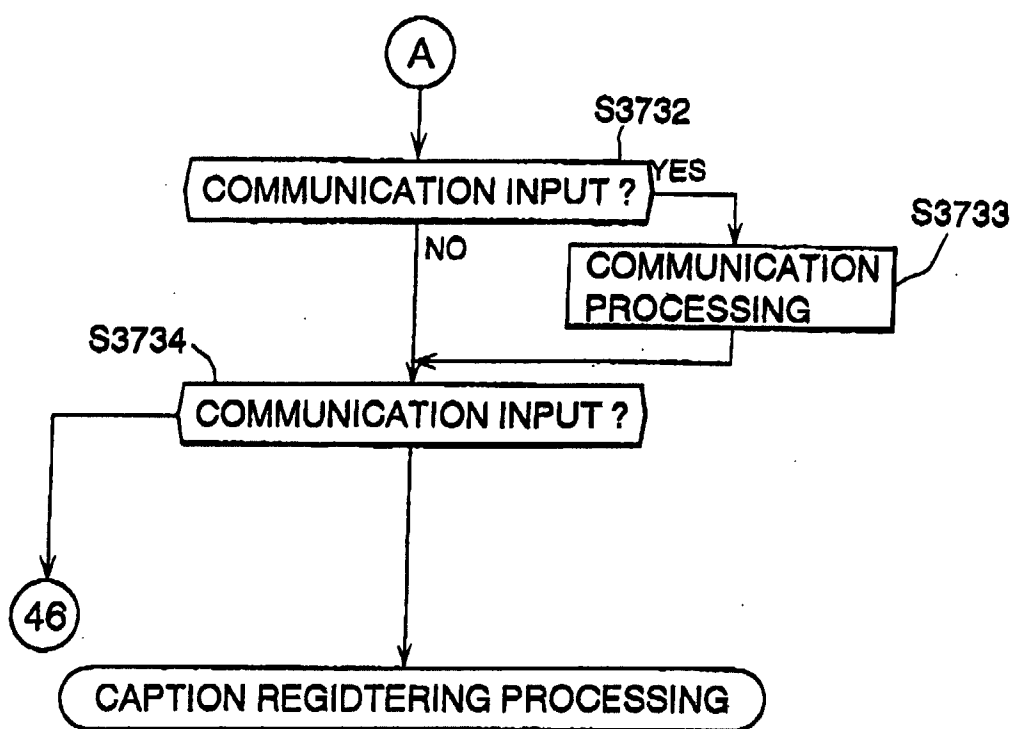 A
S3732
COMMUNICATION INPUT ?
YES
S3733
NO
COMMUNICATION
PROCESSING
S3734
COMMUNICATION INPUT ?
46
CAPTION REGIDTERING PROCESSING